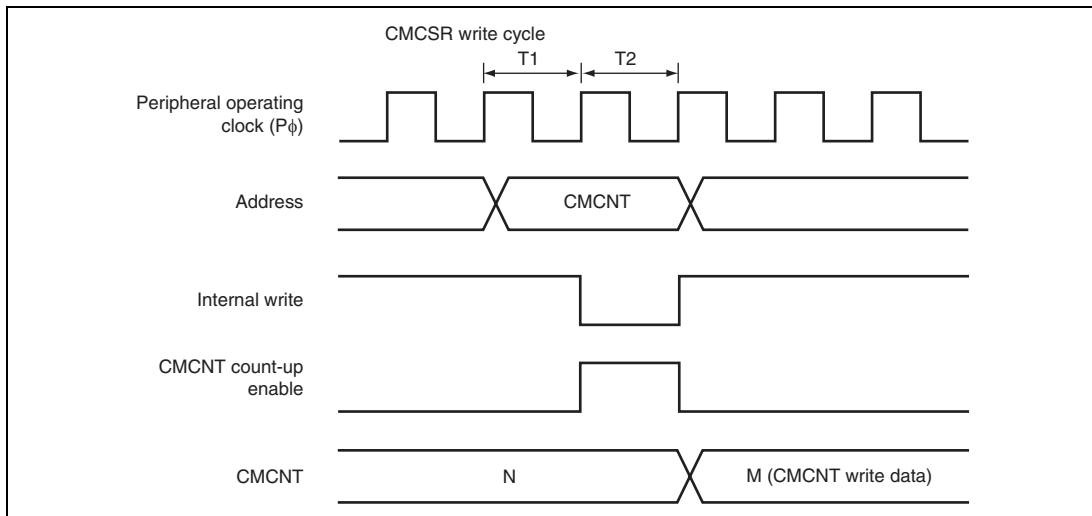 CMCSR write cycle
T1
T2
Peripheral operating
clock (Pϕ)
Address
CMCNT
Internal write
CMCNT count-up
enable
CMCNT
N
M (CMCNT write data)